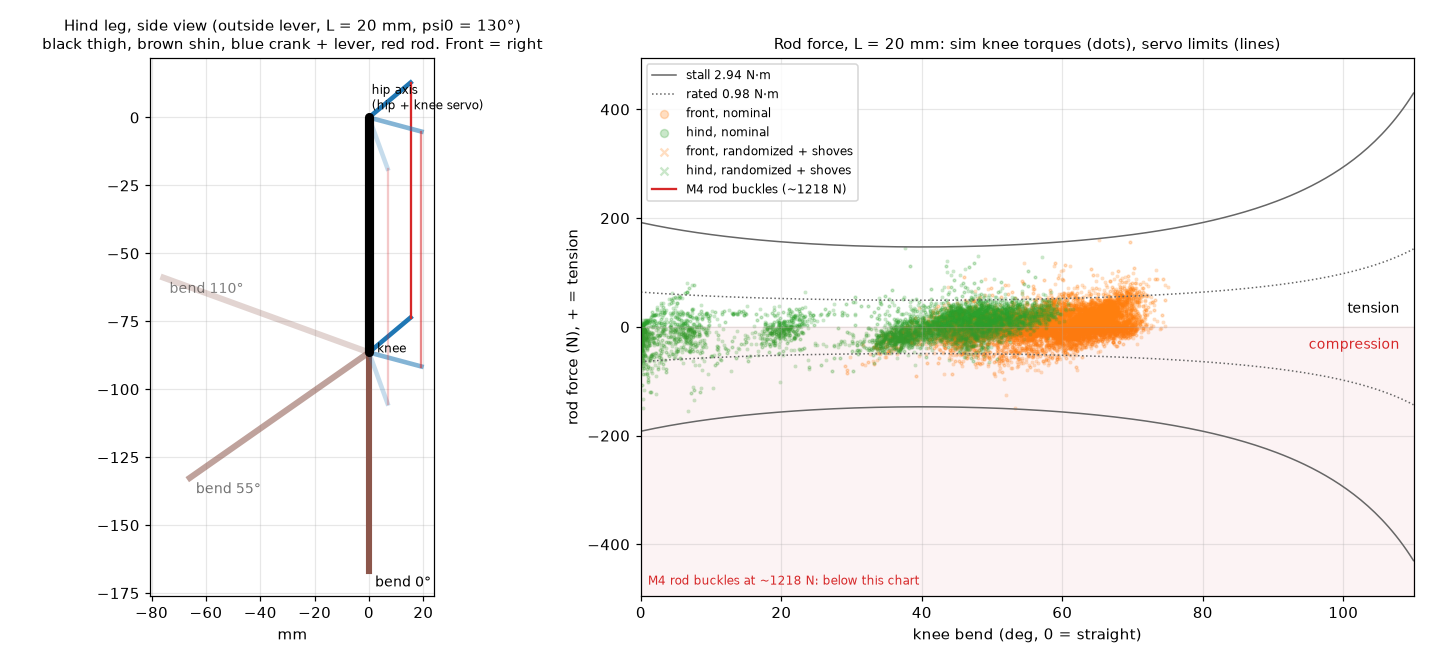 Hind leg, side view (outside lever, L = 20 mm, psi0 = 130°)
black thigh, brown shin, blue crank + lever, red rod. Front = right
hip axis
(hip + knee servo)
knee
bend 110°
bend 55°
bend 0°
0
−25
−50
−75
−100
−125
−150
−175
−80
−60
−40
−20
0
20
mm
Rod force, L = 20 mm: sim knee torques (dots), servo limits (lines)
stall 2.94 N·m
rated 0.98 N·m
front, nominal
hind, nominal
front, randomized + shoves
hind, randomized + shoves
M4 rod buckles (~1218 N)
tension
compression
M4 rod buckles at ~1218 N: below this chart
rod force (N), + = tension
400
200
0
−200
−400
0
20
40
60
80
100
knee bend (deg, 0 = straight)